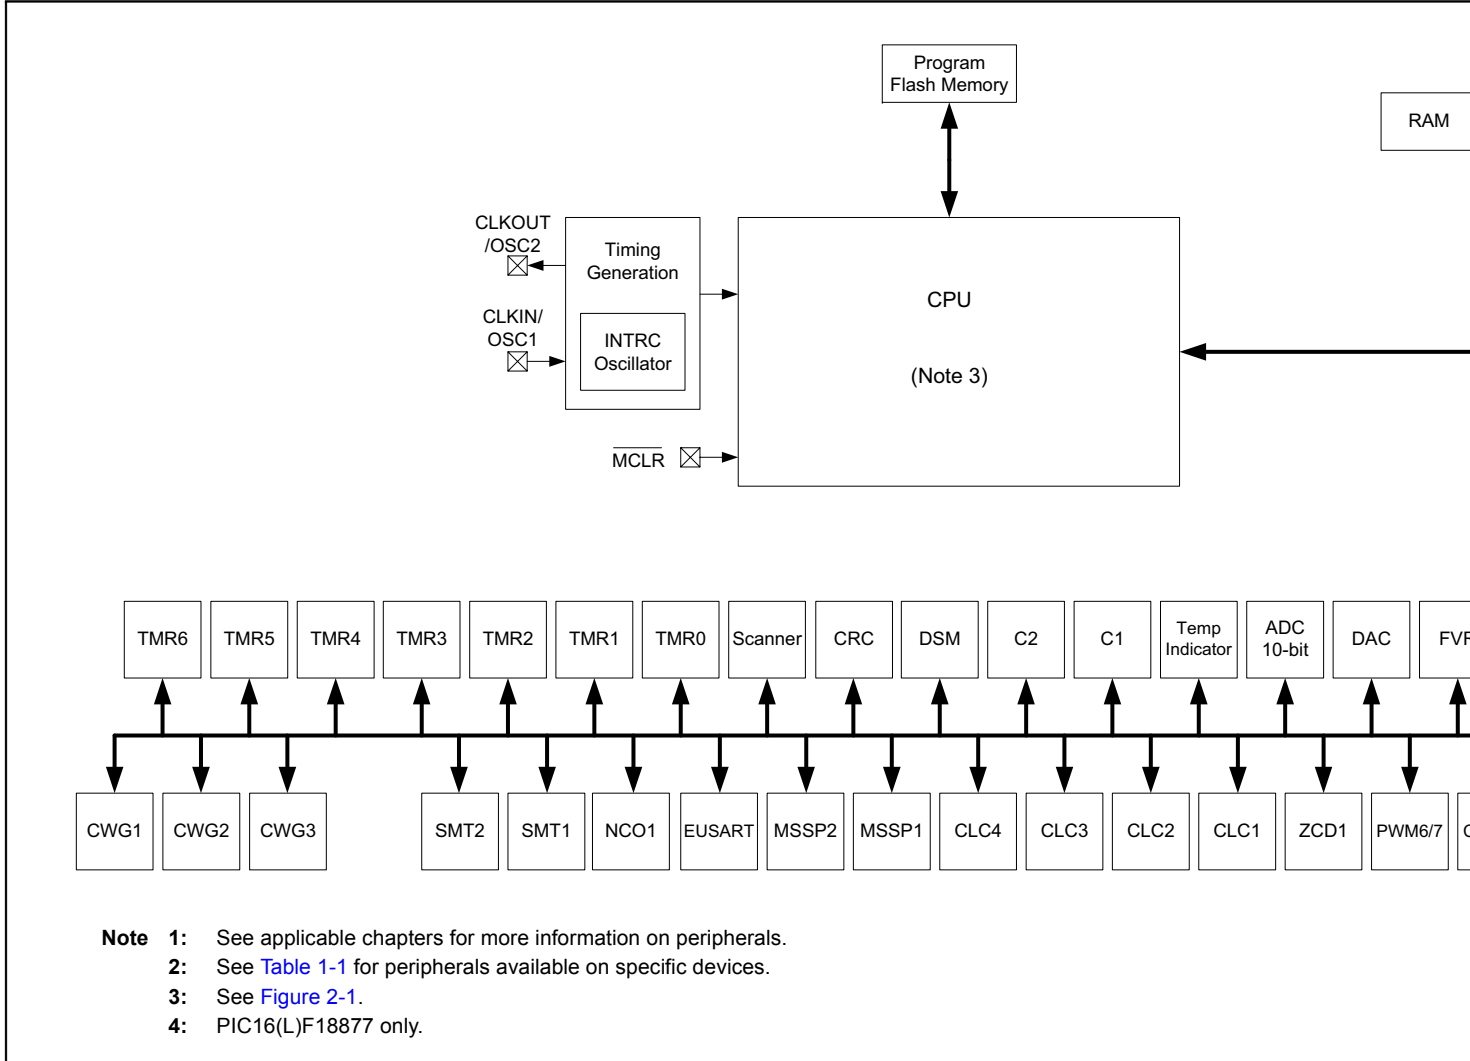 Program
Flash Memory
RAM
CLKOUT
/OSC2
Timing
Generation
CPU
CLKIN/
OSC1
INTRC
Oscillator
(Note 3)
MCLR
TMR6 TMR5 TMR4 TMR3 TMR2 TMR1 TMR0 Scanner CRC DSM C2 C1 Temp Indicator ADC 10-bit DAC
CWG1 CWG2 CWG3 SMT2 SMT1 NCO1 EUSART MSSP2 MSSP1 CLC4 CLC3 CLC2 CLC1 ZCD1 PWM6/7
Note 1: See applicable chapters for more information on peripherals.
2: See Table 1-1 for peripherals available on specific devices.
3: See Figure 2-1.
4: PIC16(L)F18877 only.